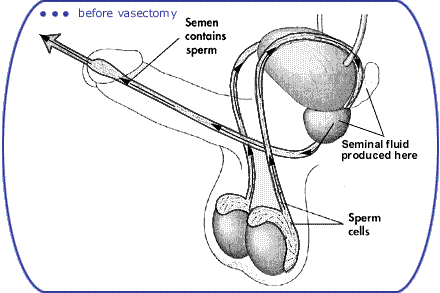 ••• before vasectomy
Semen
contains
sperm
Seminal fluid
produced here
Sperm
cells